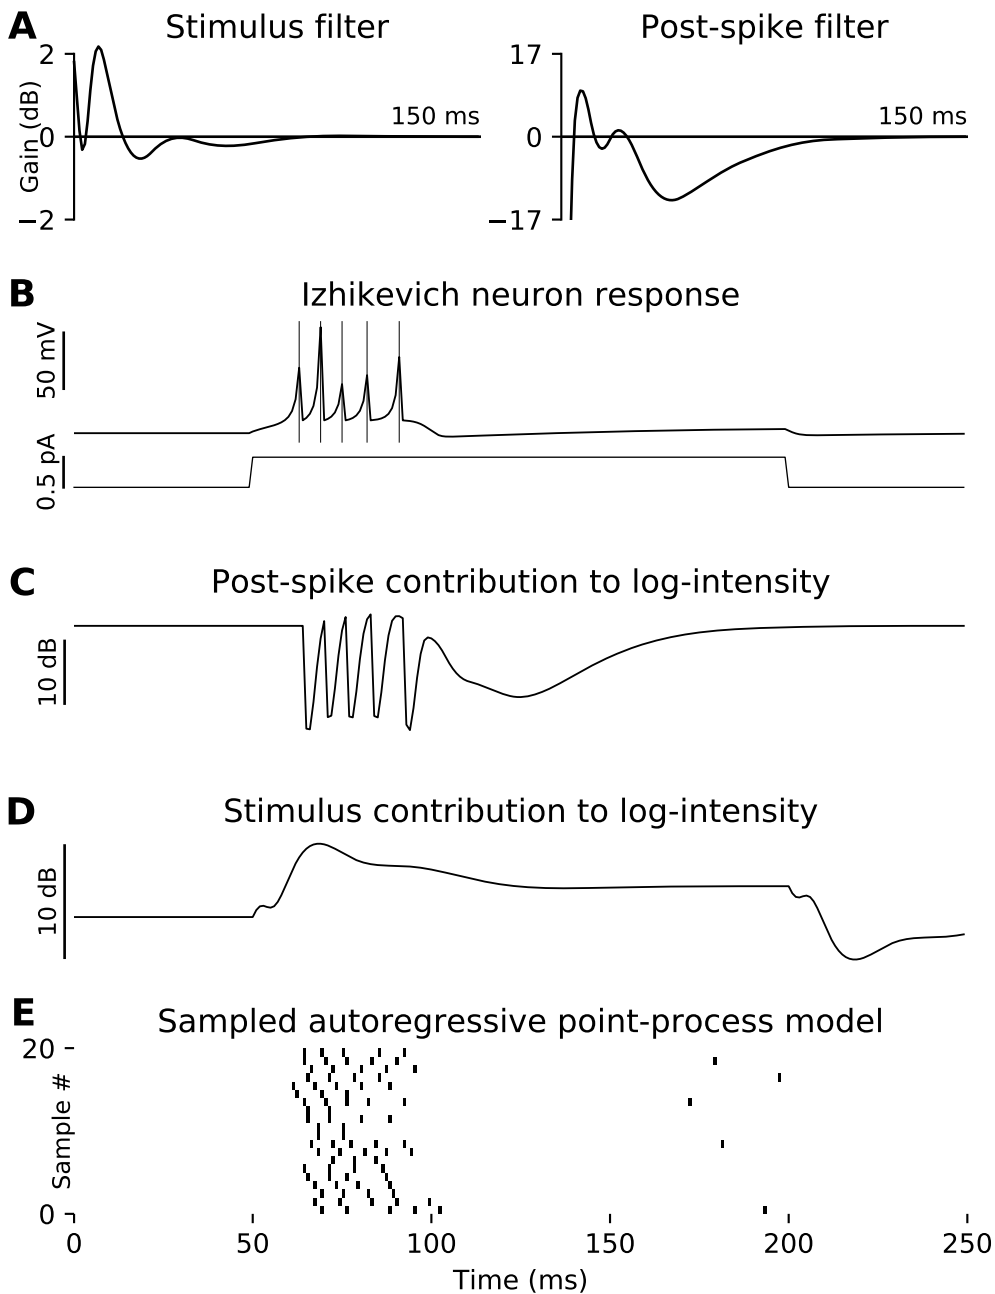 A
Stimulus filter
Post-spike filter
2
0
−2
Gain (dB)
150 ms
17
0
−17
150 ms
B
Izhikevich neuron response
50 mV
0.5 pA
C
Post-spike contribution to log-intensity
10 dB
D
Stimulus contribution to log-intensity
10 dB
E
Sampled autoregressive point-process model
20
Sample #
0
0 50 100 150 200 250
Time (ms)